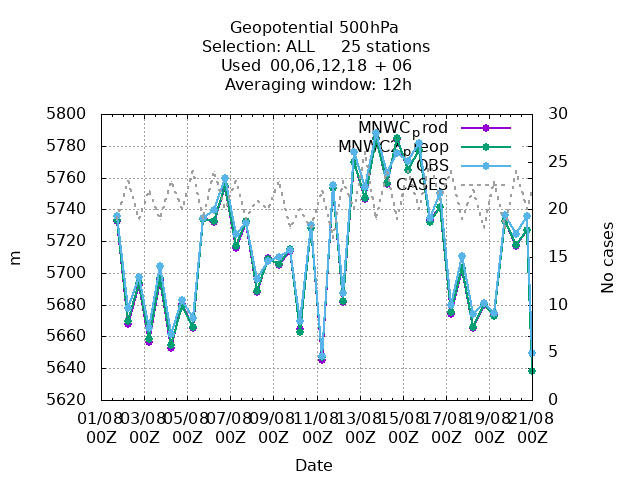 Geopotential 500hPa
Selection: ALL 25 stations
Used 00,06,12,18 + 06
Averaging window: 12h
5800 30
MNWC_prod
5780
25
OBS
5760
CASES
5740 20
5720
m
15
No cases
5700
5680 10
5660
5
5640
5620 0
01/08 03/08 05/08 07/08 09/08 11/08 13/08 15/08 17/08 19/08 21/08
00Z 00Z 00Z 00Z 00Z 00Z 00Z 00Z 00Z 00Z 00Z
Date